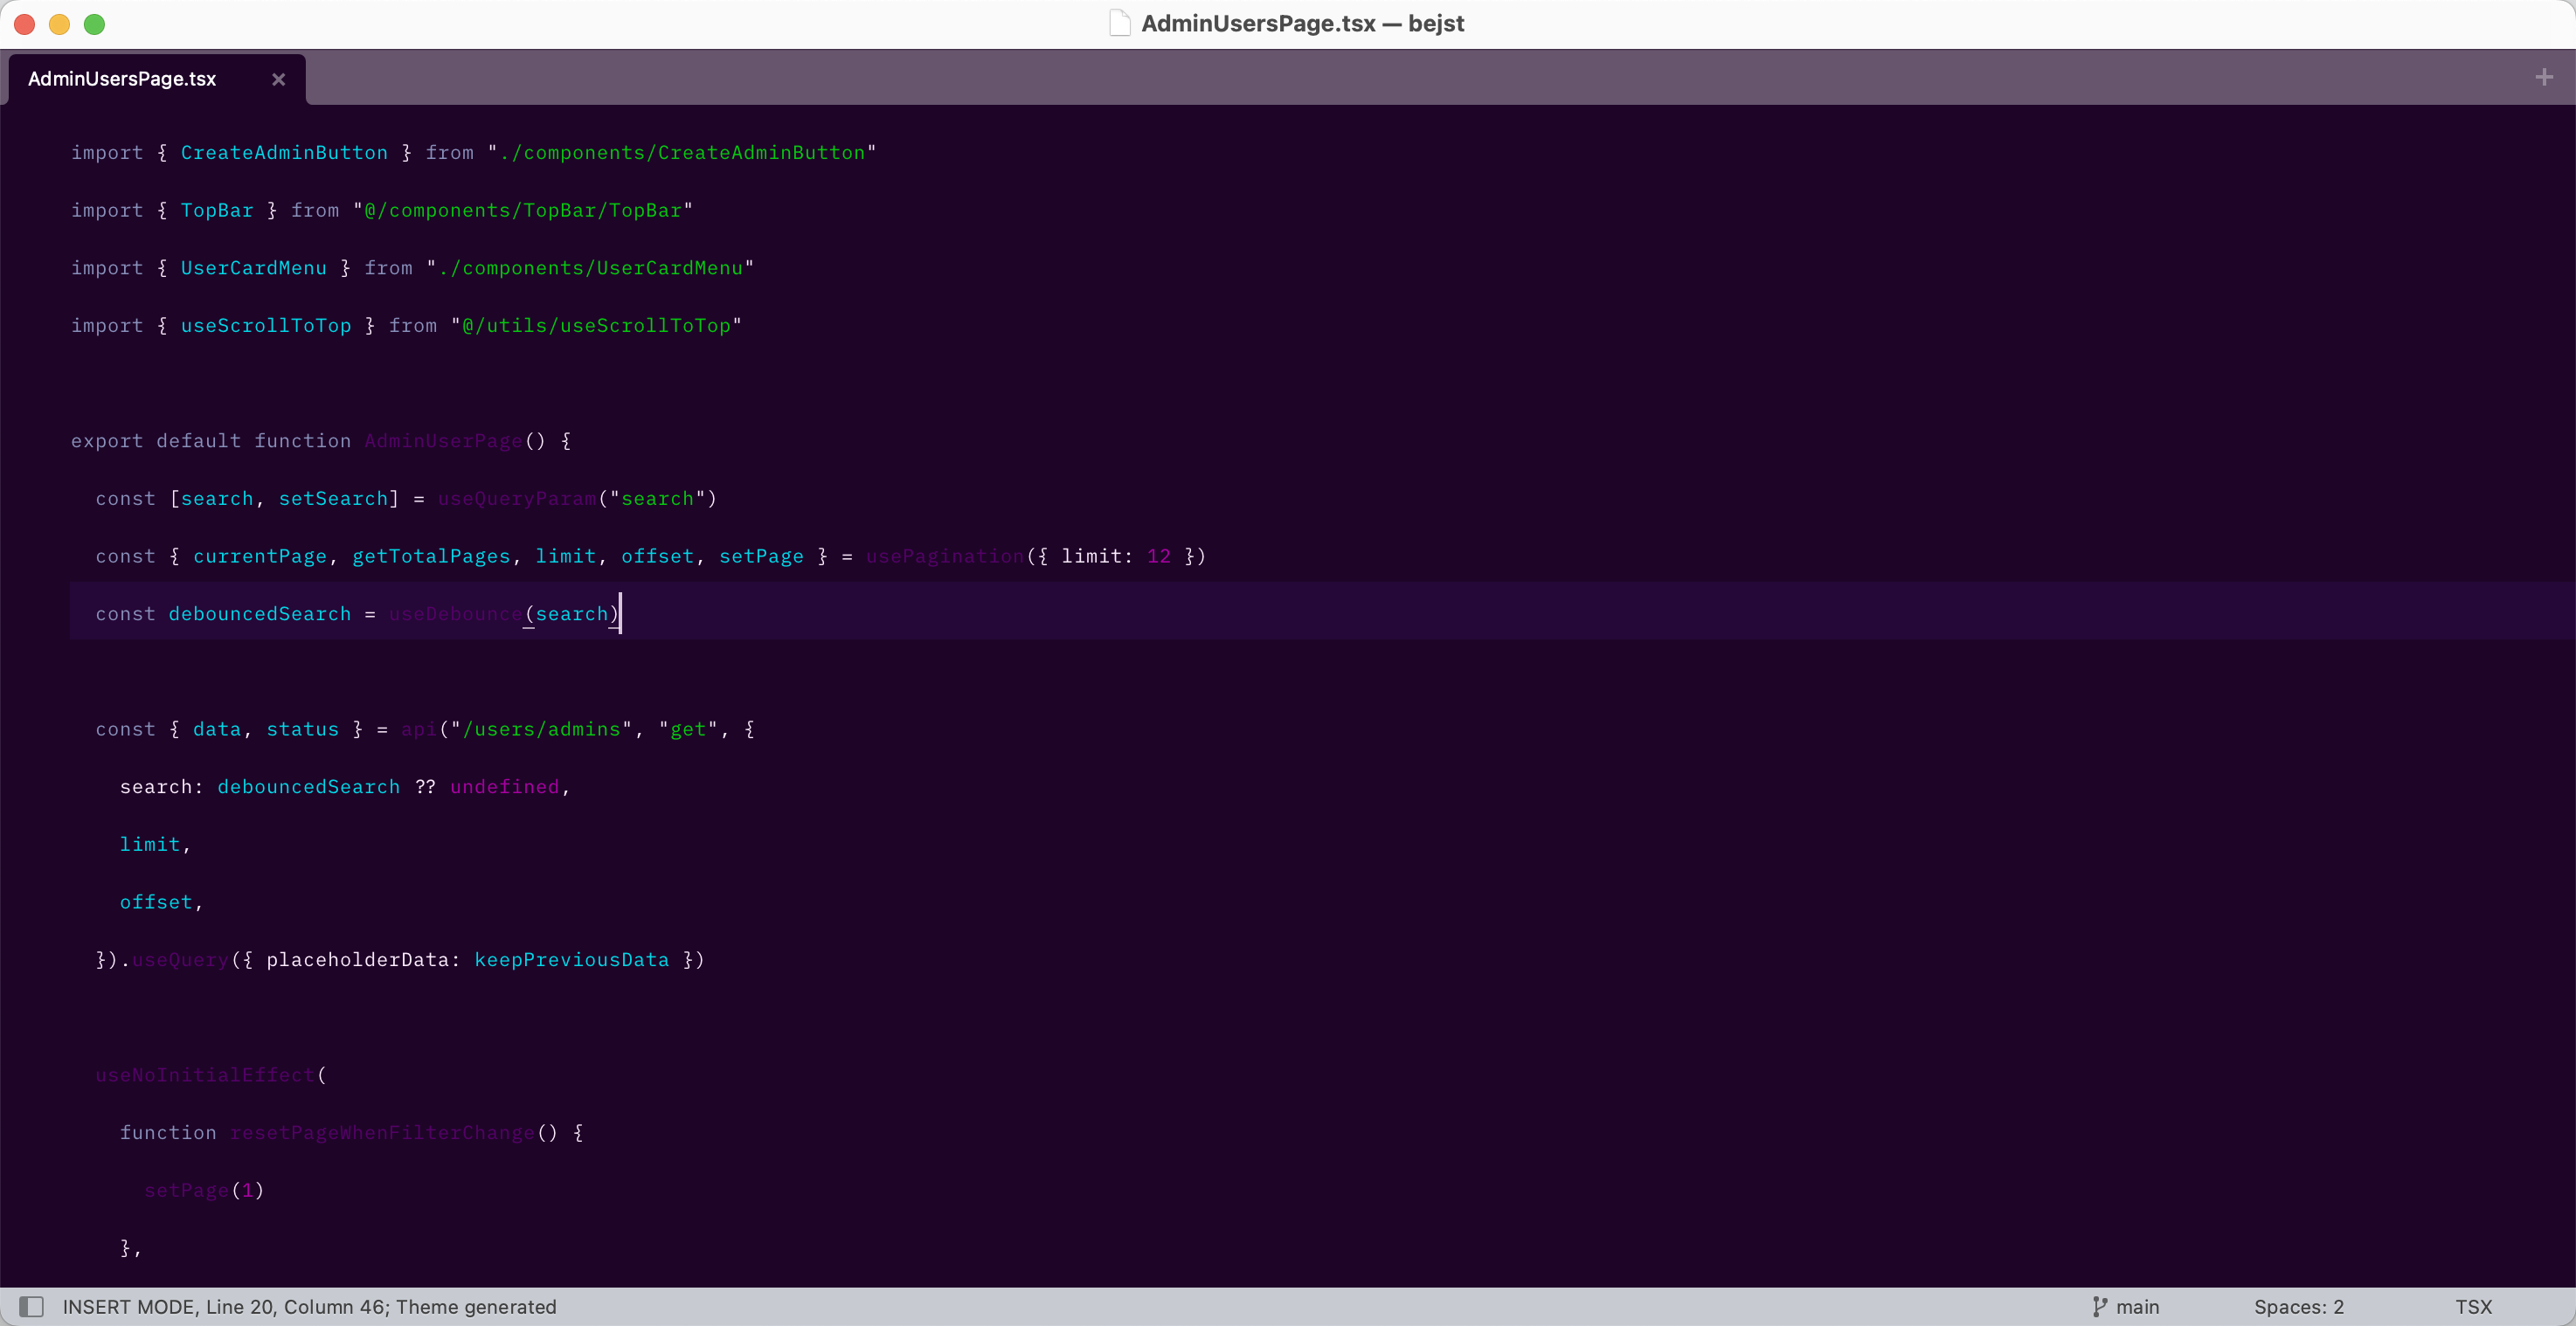 AdminUsersPage.tsx — bejst
AdminUsersPage.tsx
import { CreateAdminButton } from "./components/CreateAdminButton"
import { TopBar } from "@/components/TopBar/TopBar"
import { UserCardMenu } from "./components/UserCardMenu"
import { useScrollToTop } from "@/utils/useScrollToTop"
export default function AdminUserPage() {
const [search, setSearch] = useQueryParam("search")
const { currentPage, getTotalPages, limit, offset, setPage } = usePagination({ limit: 12 })
const debouncedSearch = useDebounce(search)
const { data, status } = api("/users/admins", "get", {
search: debouncedSearch ?? undefined,
limit,
offset,
}).useQuery({ placeholderData: keepPreviousData })
useNoInitialEffect(
function resetPageWhenFilterChange() {
setPage(1)
},
INSERT MODE, Line 20, Column 46; Theme generated
main
Spaces: 2
TSX